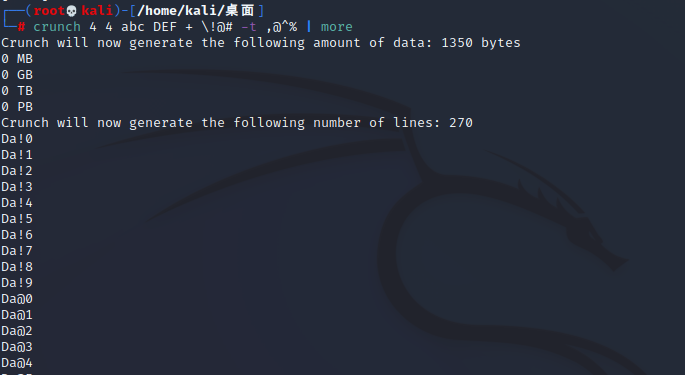 ┌──(root💀kali)-[/home/kali/桌面]
└─# crunch 4 4 abc DEF + \!@# -t ,@^% | more
Crunch will now generate the following amount of data: 1350 bytes
0 MB
0 GB
0 TB
0 PB
Crunch will now generate the following number of lines: 270
Da!0
Da!1
Da!2
Da!3
Da!4
Da!5
Da!6
Da!7
Da!8
Da!9
Da@0
Da@1
Da@2
Da@3
Da@4